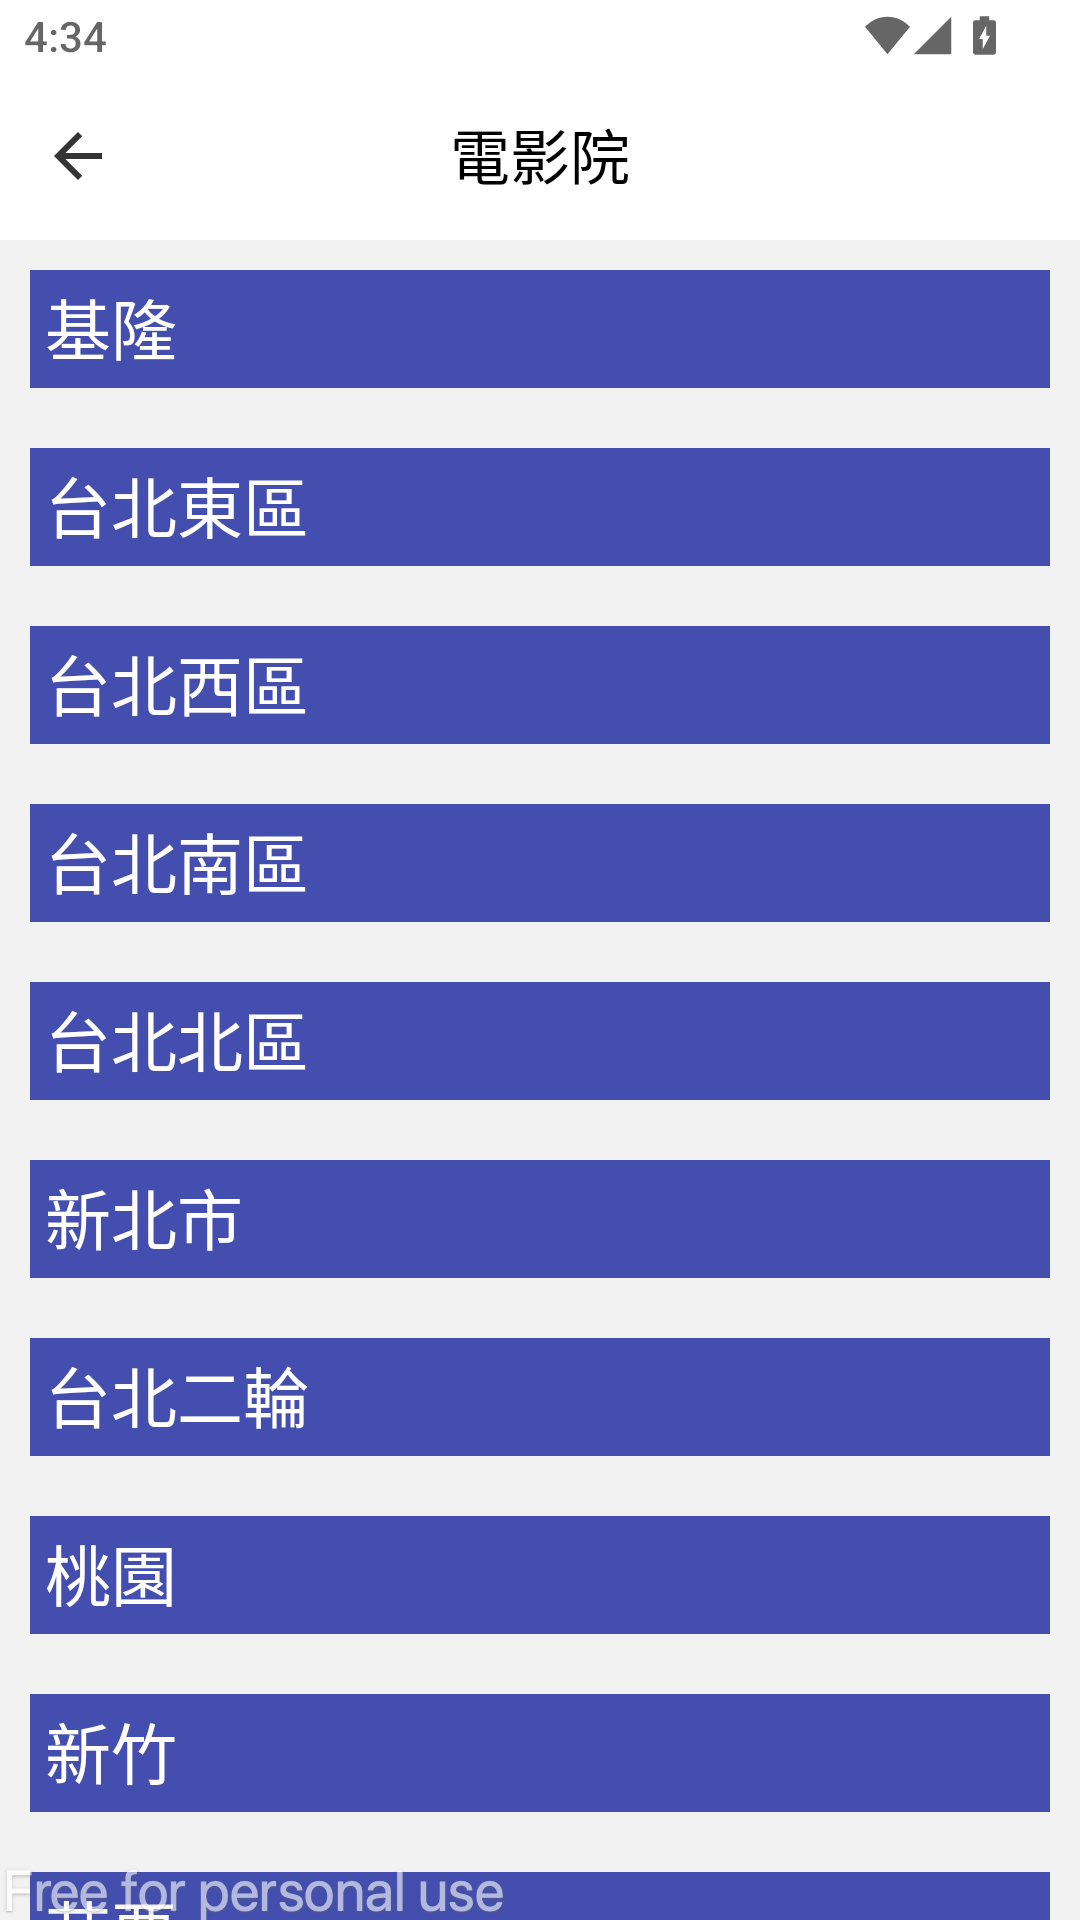 4:34
電影院
基隆
台北東區
台北西區
台北南區
台北北區
新北市
台北二輪
桃園
新竹
Free for personal use